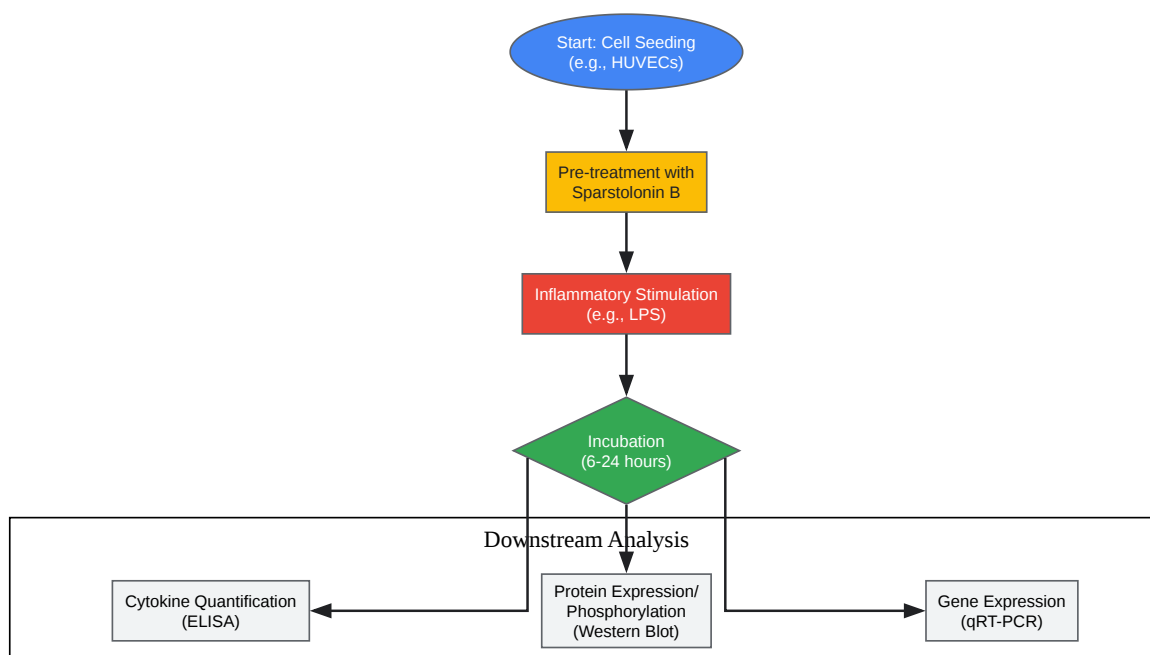 Start: Cell Seeding
(e.g., HUVECs)
Pre-treatment with
Sparstolonin B
Inflammatory Stimulation
(e.g., LPS)
Incubation
(6-24 hours)
Downstream Analysis
Cytokine Quantification
(ELISA)
Protein Expression/
Phosphorylation
(Western Blot)
Gene Expression
(qRT-PCR)